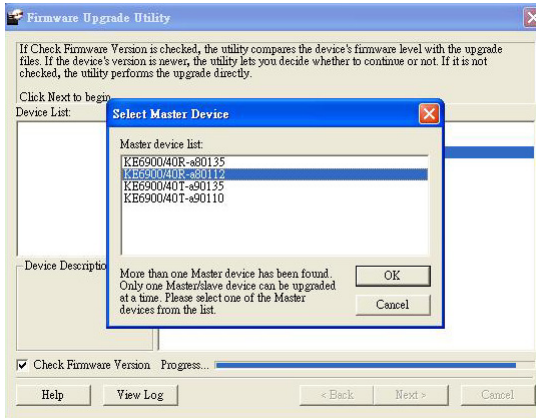 Firmware Upgrade Utility
If Check Firmware Version is checked, the utility compares the device's firmware level with the upgrade
files. If the device's version is newer, the utility lets you decide whether to continue or not. If it is not
checked, the utility performs the upgrade directly.
Click Next to begin
Device List:
Select Master Device
Master device list:
KE6900/40R-a80135
KE6900/40R-a80112
KE6900/40T-a90135
KE6900/40T-a90110
More than one Master device has been found.
Only one Master/slave device can be upgraded
at a time. Please select one of the Master
devices from the list.
OK
Cancel
Device Descriptio
Check Firmware Version Progress...
Help
View Log
< Back
Next >
Cancel